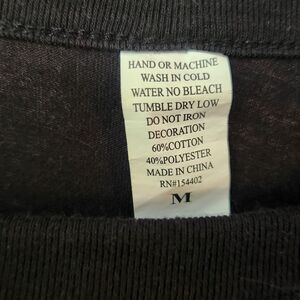 HAND OR MACHINE
WASH IN COLD
WATER NO BLEACH
TUMBLE DRY LOW
DO NOT IRON
DECORATION
60%COTTON
40%POLYESTER
MADE IN CHINA
RN#154402
M